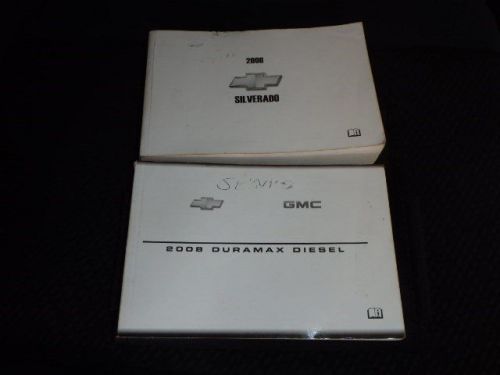 2008
SILVERADO
GMC
2008 DURAMAX DIESEL